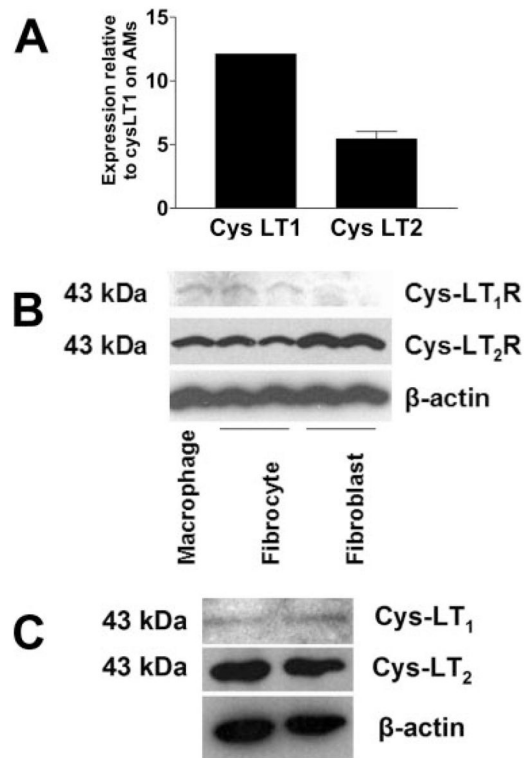 A
Expression relative
to cysLT1 on AMs
15
10
5
0
Cys LT1 Cys LT2
B
43 kDa Cys-LT₁R
43 kDa Cys-LT₂R
β-actin
Macrophage
Fibrocyte
Fibroblast
C
43 kDa Cys-LT₁
43 kDa Cys-LT₂
β-actin